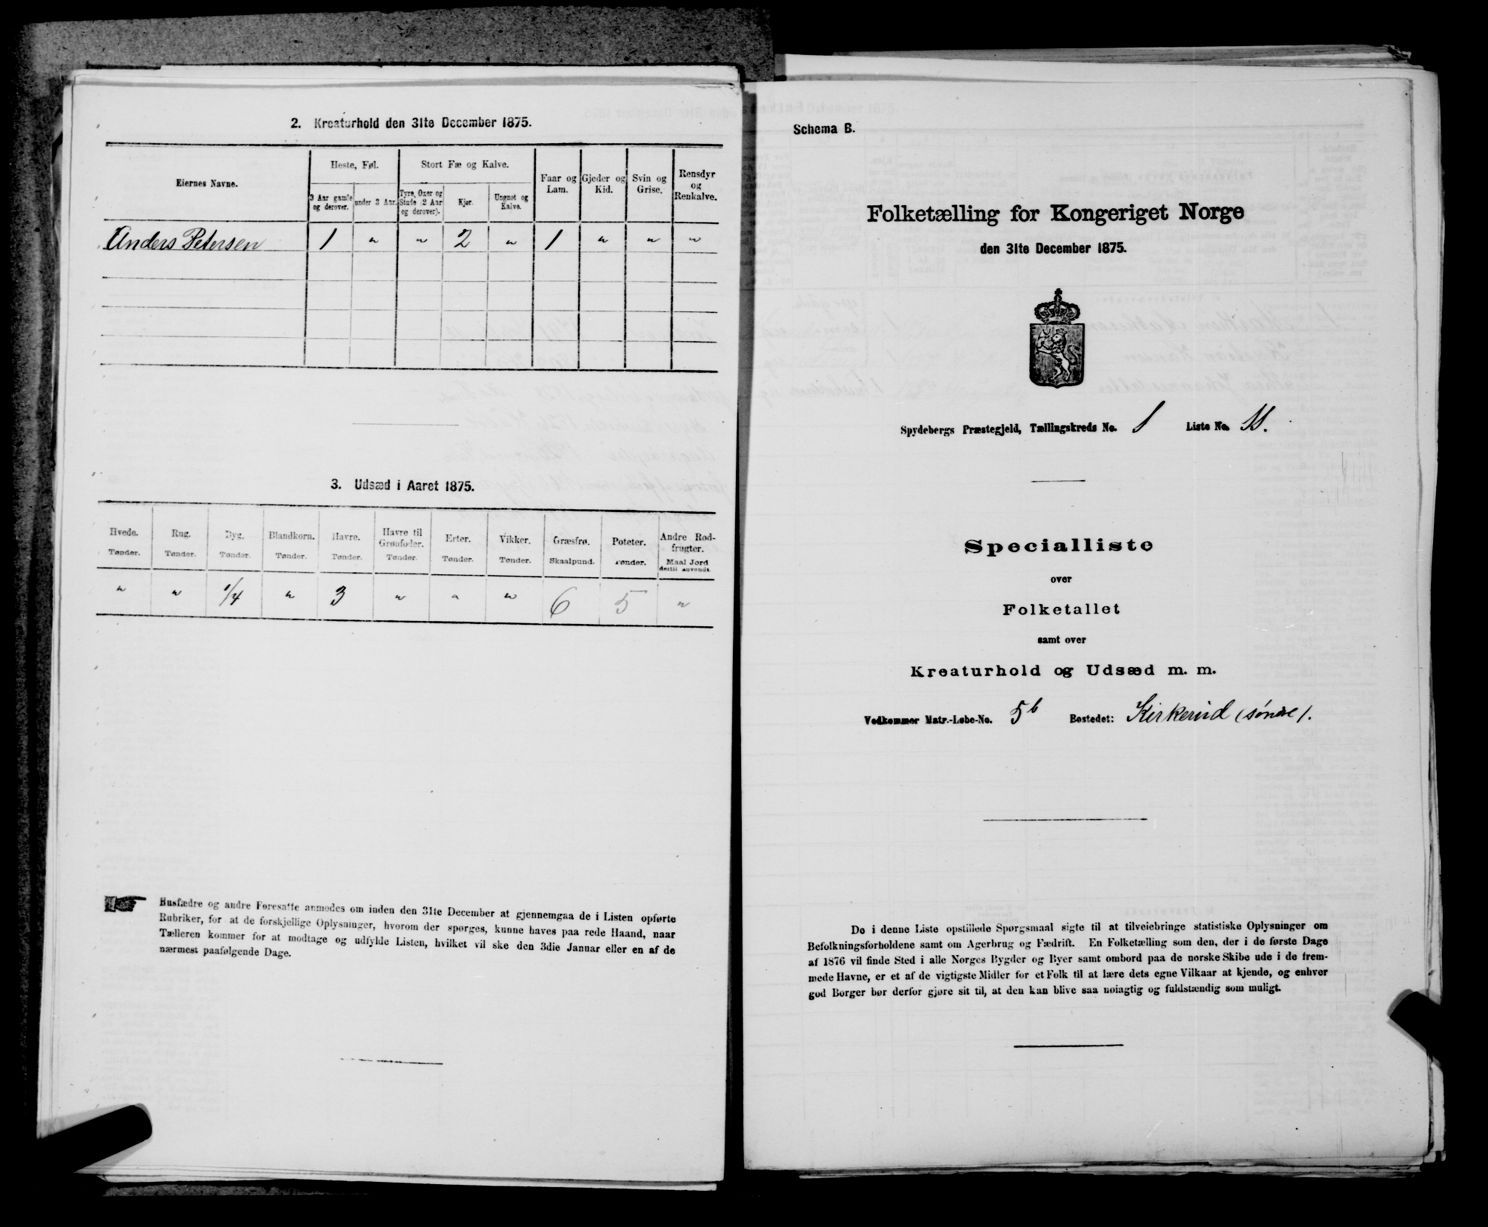 2. Kreaturhold den 31te December 1875.
Eiernes Navne. Heste, Føl. Stort Fæ og Kalve. Faar og Lam. Gjeder og Kid. Svin og Grise. Rensdyr og Renkalve.
3 Aar gamle og derover. under 3 Aar. Tyre, Oxer og Stude (2 Aar og derover). Kjør. Ungnøt og Kalve.
Anders Petersen 1 " " 2 " 1 " " "
3. Udsæd i Aaret 1875.
Hvede. Rug. Byg. Blandkorn. Havre. Havre til Grønfoder. Erter. Vikker. Græsfrø. Poteter. Andre Rodfrugter.
Tønder. Tønder. Tønder. Tønder. Tønder. Tønder. Tønder. Tønder. Skaalpund. Tønder. Maal Jord dertil anvendt.
" " 1/4 " 3 " " " 6 5 "
Husfædre og andre Foresatte anmodes om inden den 31te December at gjennemgaa de i Listen opførte
Rubriker, for at de forskjellige Oplysninger, hvorom der spørges, kunne haves paa rede Haand, naar
Tælleren kommer for at modtage og udfylde Listen, hvilket vil ske den 3die Januar eller en af de
nærmest paafølgende Dage.
Schema B.
Folketælling for Kongeriget Norge
den 31te December 1875.
Spydebergs Præstegjeld, Tællingskreds No. 1 Liste No.
Specialliste
over
Folketallet
samt over
Kreaturhold og Udsæd m. m.
Vedkommer Matr.-Løbe-No. 5b Bostedet: Kirkerud (søndre).
De i denne Liste opstillede Spørgsmaal sigte til at tilveiebringe statistiske Oplysninger om
Befolkningsforholdene samt om Agerbrug og Fædrift. En Folketælling som den, der i de første Dage
af 1876 vil finde Sted i alle Norges Bygder og Byer samt ombord paa de norske Skibe ude i de frem-
mede Havne, er et af de vigtigste Midler for et Folk til at lære dets egne Vilkaar at kjende, og enhver
god Borger bør derfor gjøre sit til, at den kan blive saa nøiagtig og fuldstændig som muligt.